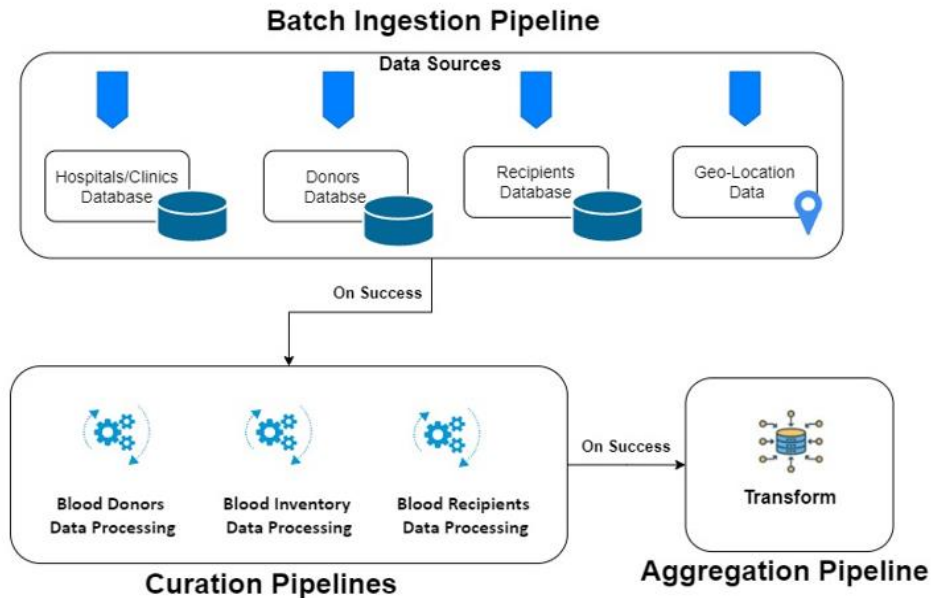 Batch Ingestion Pipeline
Data Sources
Hospitals/Clinics
Database
Donors
Databse
Recipients
Database
Geo-Location
Data
On Success
Blood Donors
Data Processing
Blood Inventory
Data Processing
Blood Recipients
Data Processing
On Success
Transform
Curation Pipelines
Aggregation Pipeline